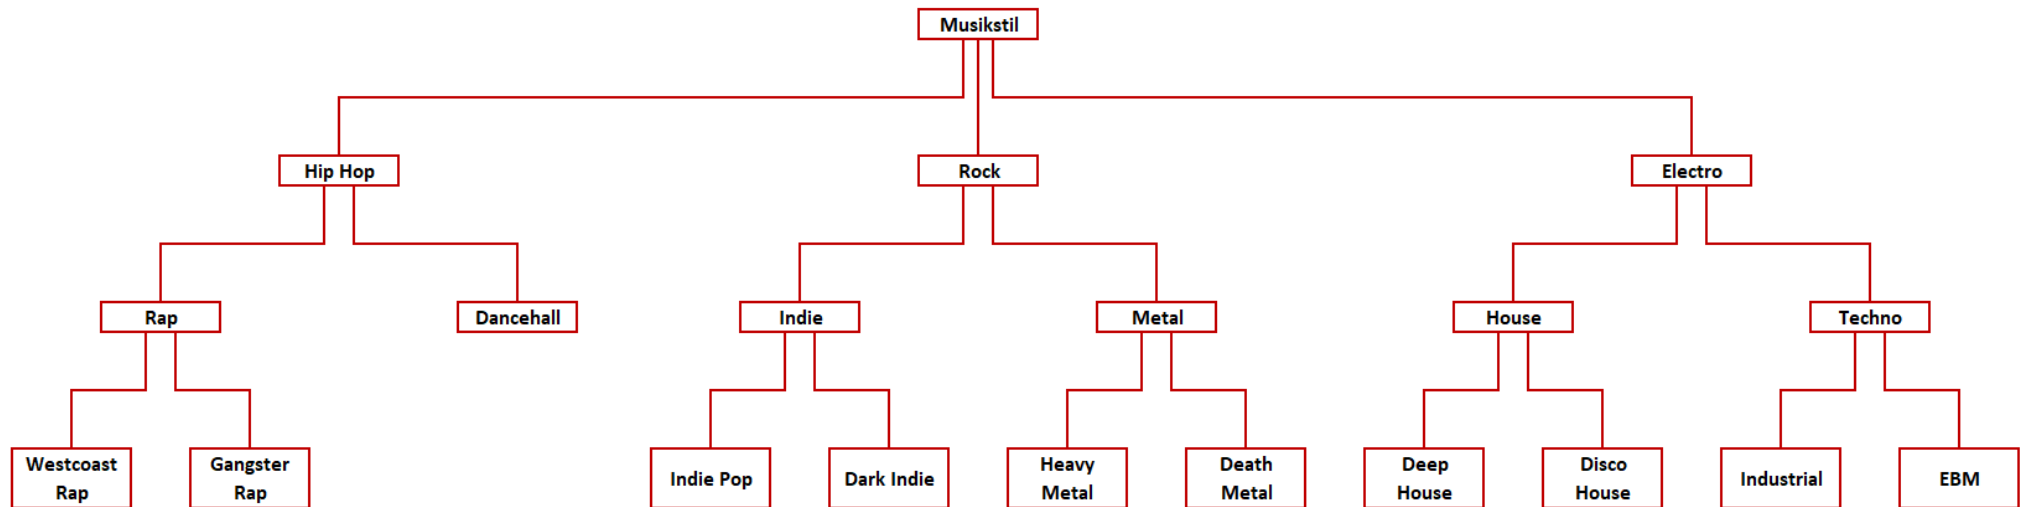 Musikstil
Hip Hop
Rock
Electro
Rap
Dancehall
Indie
Metal
House
Techno
Westcoast
Rap
Gangster
Rap
Indie Pop
Dark Indie
Heavy
Metal
Death
Metal
Deep
House
Disco
House
Industrial
EBM